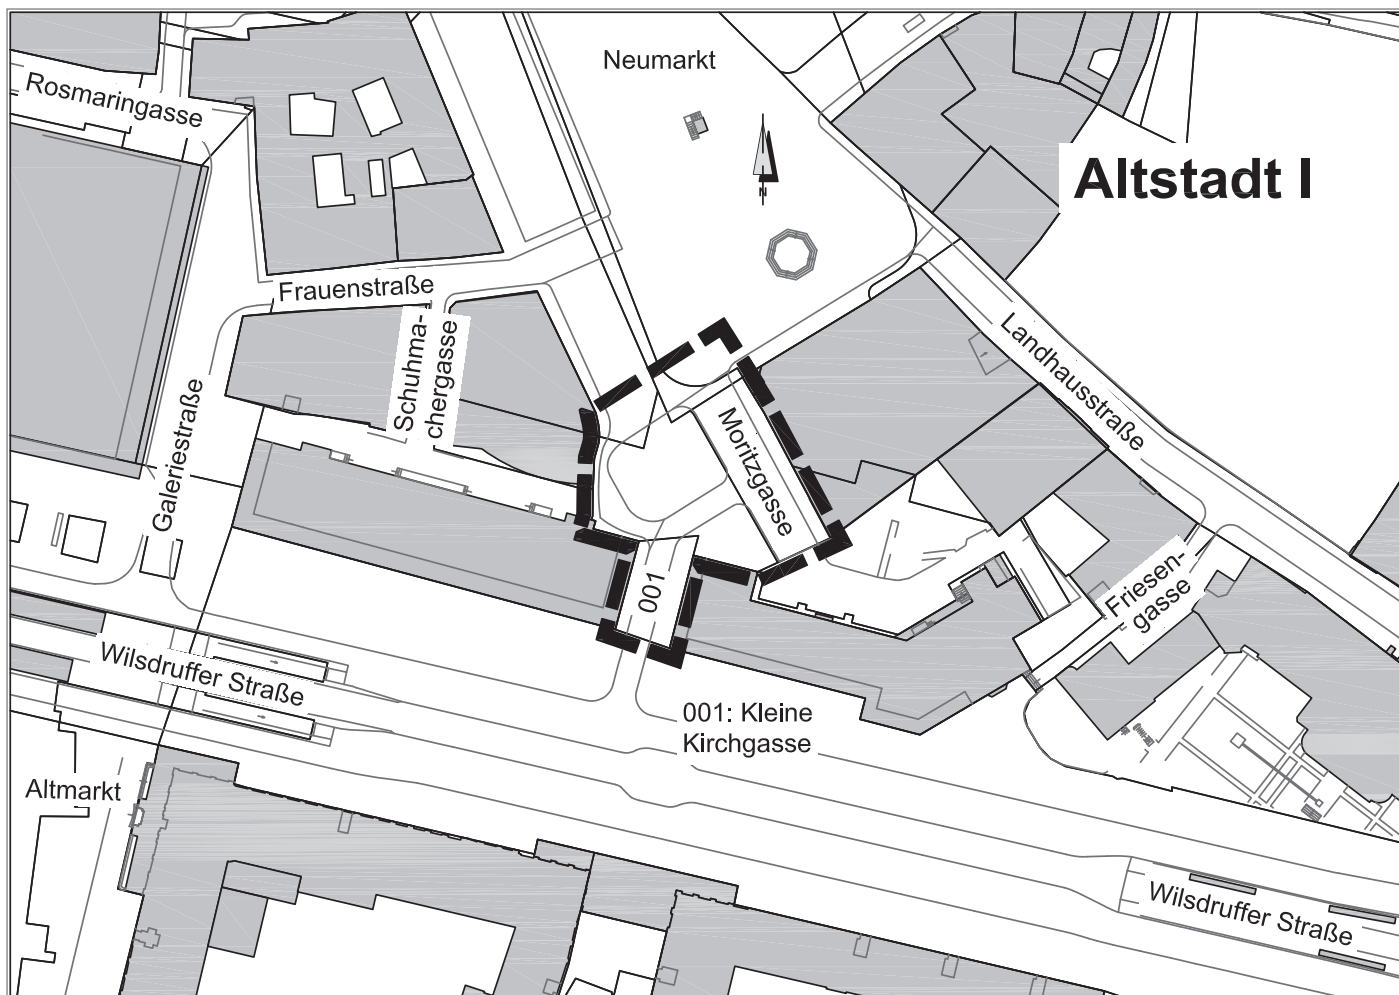 Neumarkt
Rosmaringasse
Altstadt I
N
Frauenstraße
Schuhma-
chergasse
Landhausstraße
Galeriestraße
Moritzgasse
001
Friesen-
gasse
Wilsdruffer Straße
001: Kleine
Kirchgasse
Altmarkt
Wilsdruffer Straße